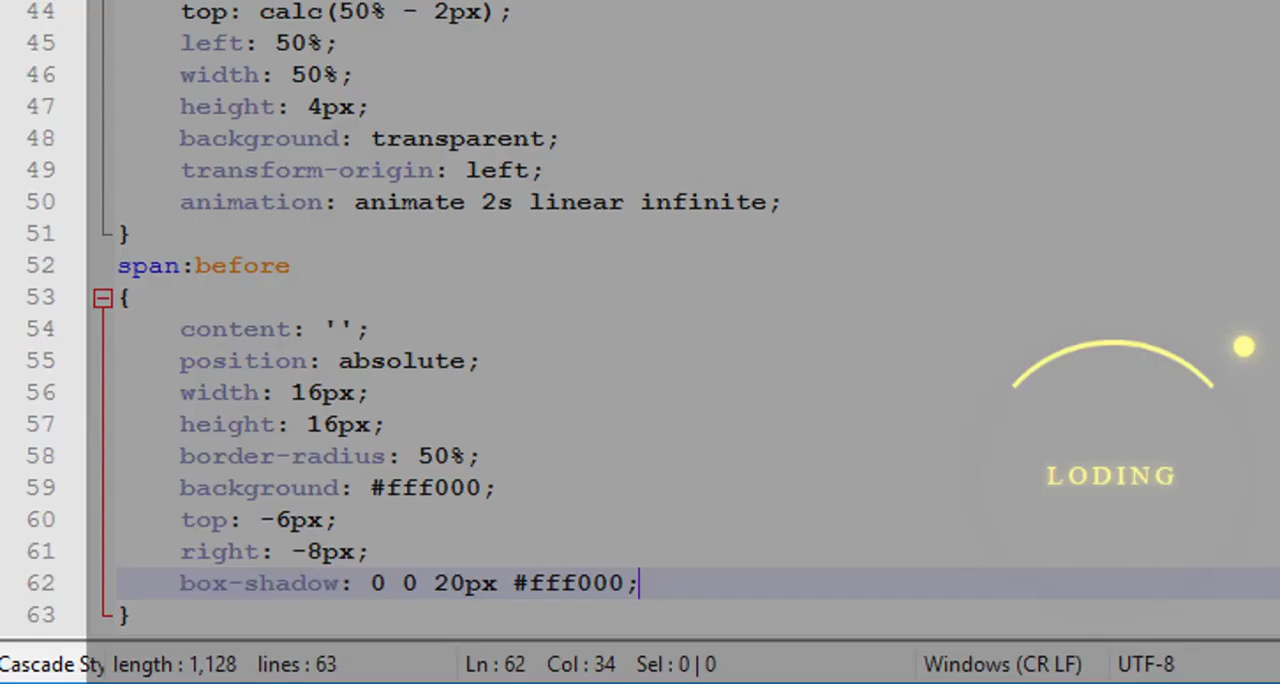 44 top: calc(50% - 2px);
45 left: 50%;
46 width: 50%;
47 height: 4px;
48 background: transparent;
49 transform-origin: left;
50 animation: animate 2s linear infinite;
51 }
52 span:before
53 {
54 content: '';
55 position: absolute;
56 width: 16px;
57 height: 16px;
58 border-radius: 50%;
59 background: #fff000;
60 top: -6px;
61 right: -8px;
62 box-shadow: 0 0 20px #fff000;
63 }
LODING
Cascade Sty length : 1,128 lines : 63 Ln : 62 Col : 34 Sel : 0 | 0 Windows (CR LF) UTF-8